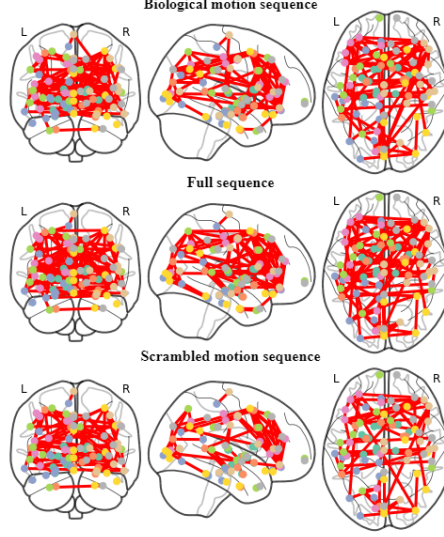 Biological motion sequence
L R L R
Full sequence
L R L R
Scrambled motion sequence
L R L R